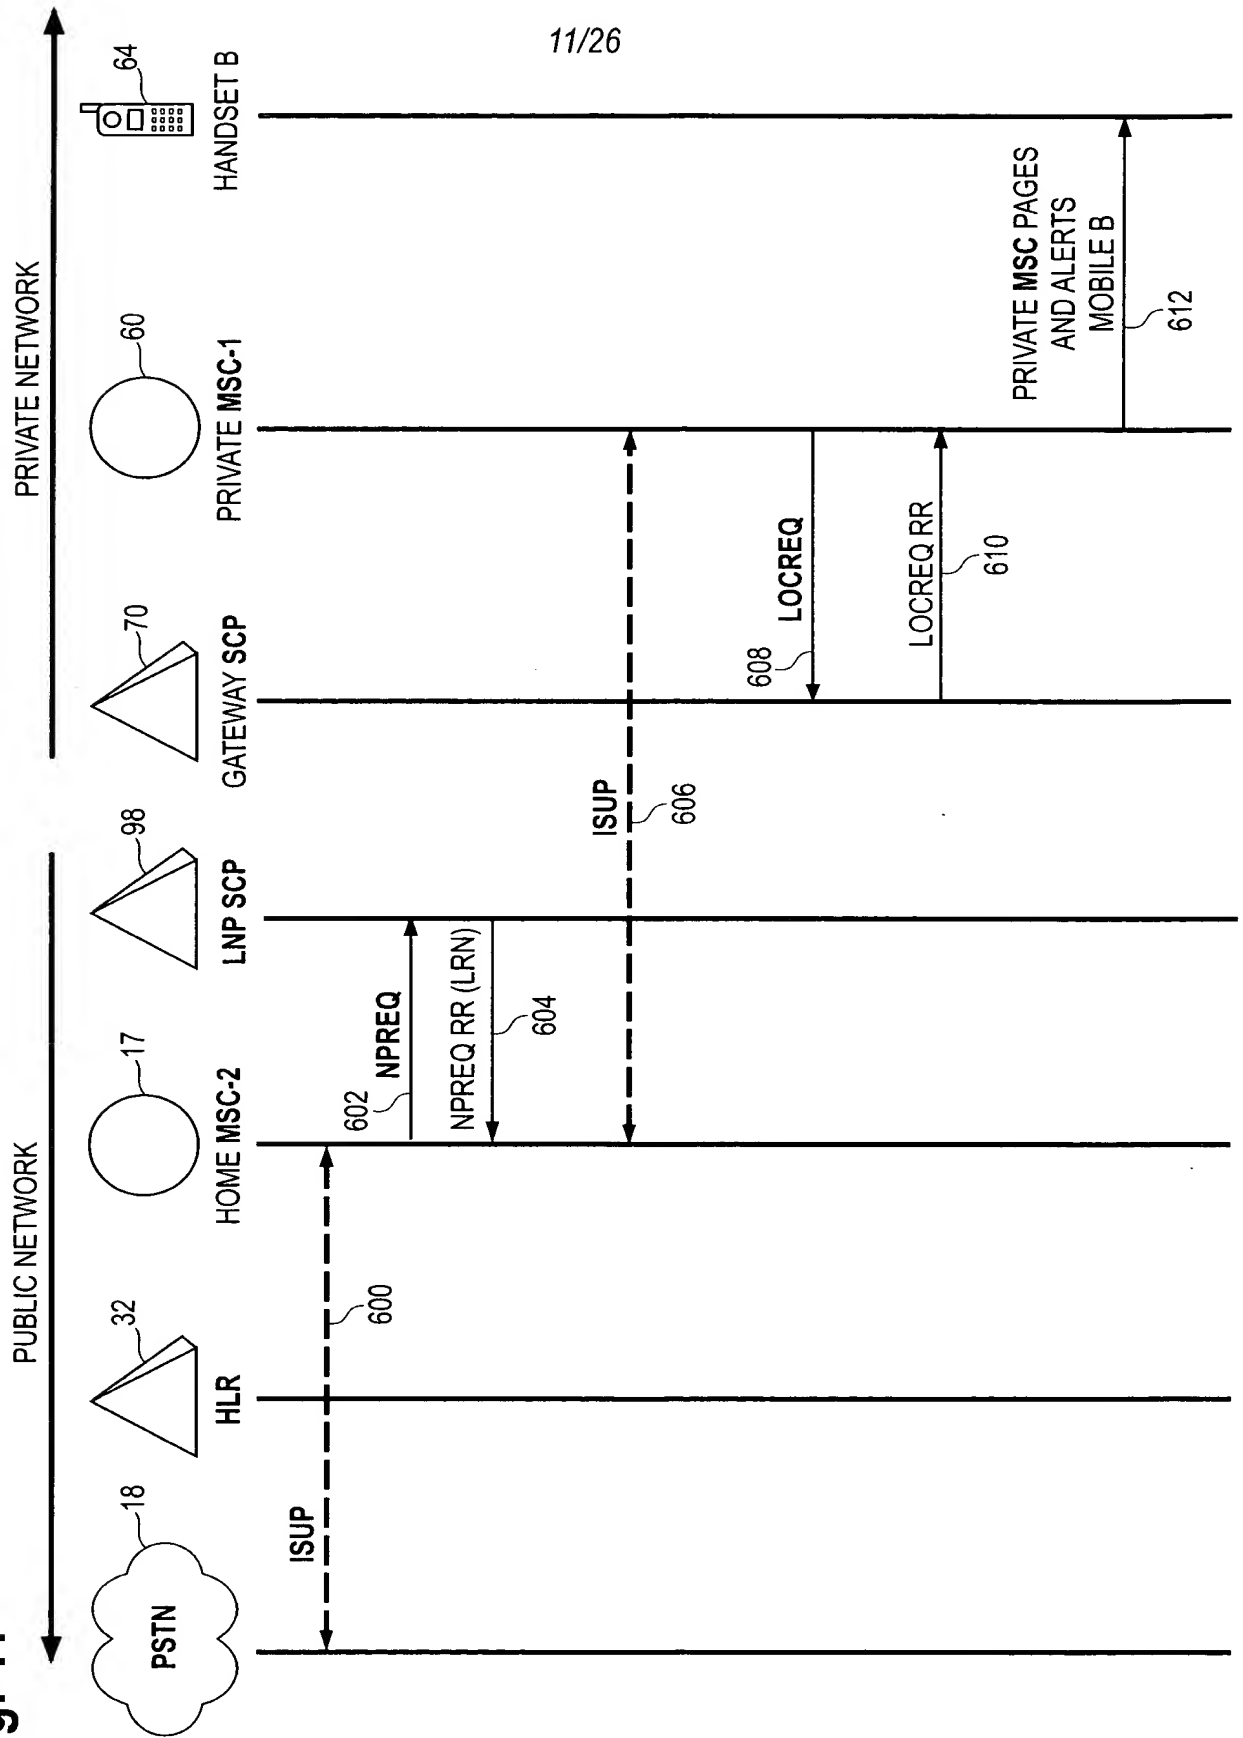 11/26
PUBLIC NETWORK
PRIVATE NETWORK
18
32
17
98
70
60
64
PSTN
HLR
HOME MSC-2
LNP SCP
GATEWAY SCP
PRIVATE MSC-1
HANDSET B
ISUP
600
602
NPREQ
NPREQ RR (LRN)
604
ISUP
606
608
LOCREQ
LOCREQ RR
610
PRIVATE MSC PAGES
AND ALERTS
MOBILE B
612